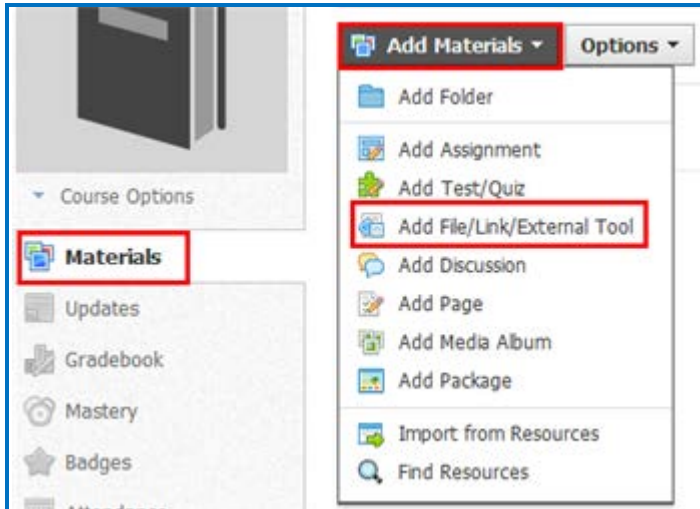 Add Materials
Options
Add Folder
Add Assignment
Add Test/Quiz
Add File/Link/External Tool
Add Discussion
Add Page
Add Media Album
Add Package
Import from Resources
Find Resources
Course Options
Materials
Updates
Gradebook
Mastery
Badges